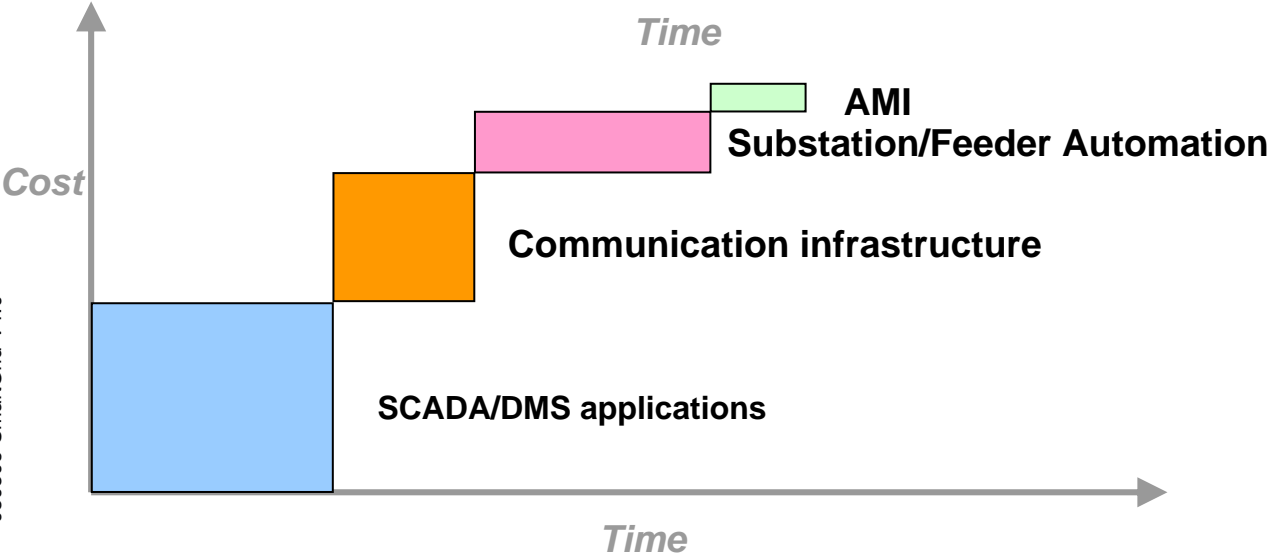 Time
AMI
Substation/Feeder Automation
Cost
Communication infrastructure
SCADA/DMS applications
Time